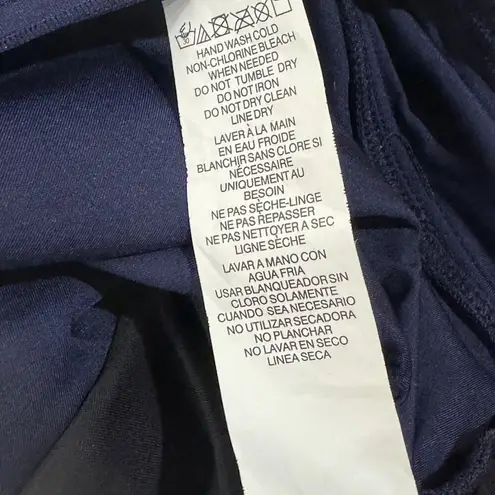 30
HAND WASH COLD
NON-CHLORINE BLEACH
WHEN NEEDED
DO NOT TUMBLE DRY
DO NOT IRON
DO NOT DRY CLEAN
LINE DRY
LAVER À LA MAIN
EN EAU FROIDE
BLANCHIR SANS CLORE SI
NÉCESSAIRE
UNIQUEMENT AU
BESOIN
NE PAS SÈCHE-LINGE
NE PAS REPASSER
NE PAS NETTOYER A SEC
LIGNE SÈCHE
LAVAR A MANO CON
AGUA FRIA
USAR BLANQUEADOR SIN
CLORO SOLAMENTE
CUANDO SEA NECESARIO
NO UTILIZAR SECADORA
NO PLANCHAR
NO LAVAR EN SECO
LINEA SECA